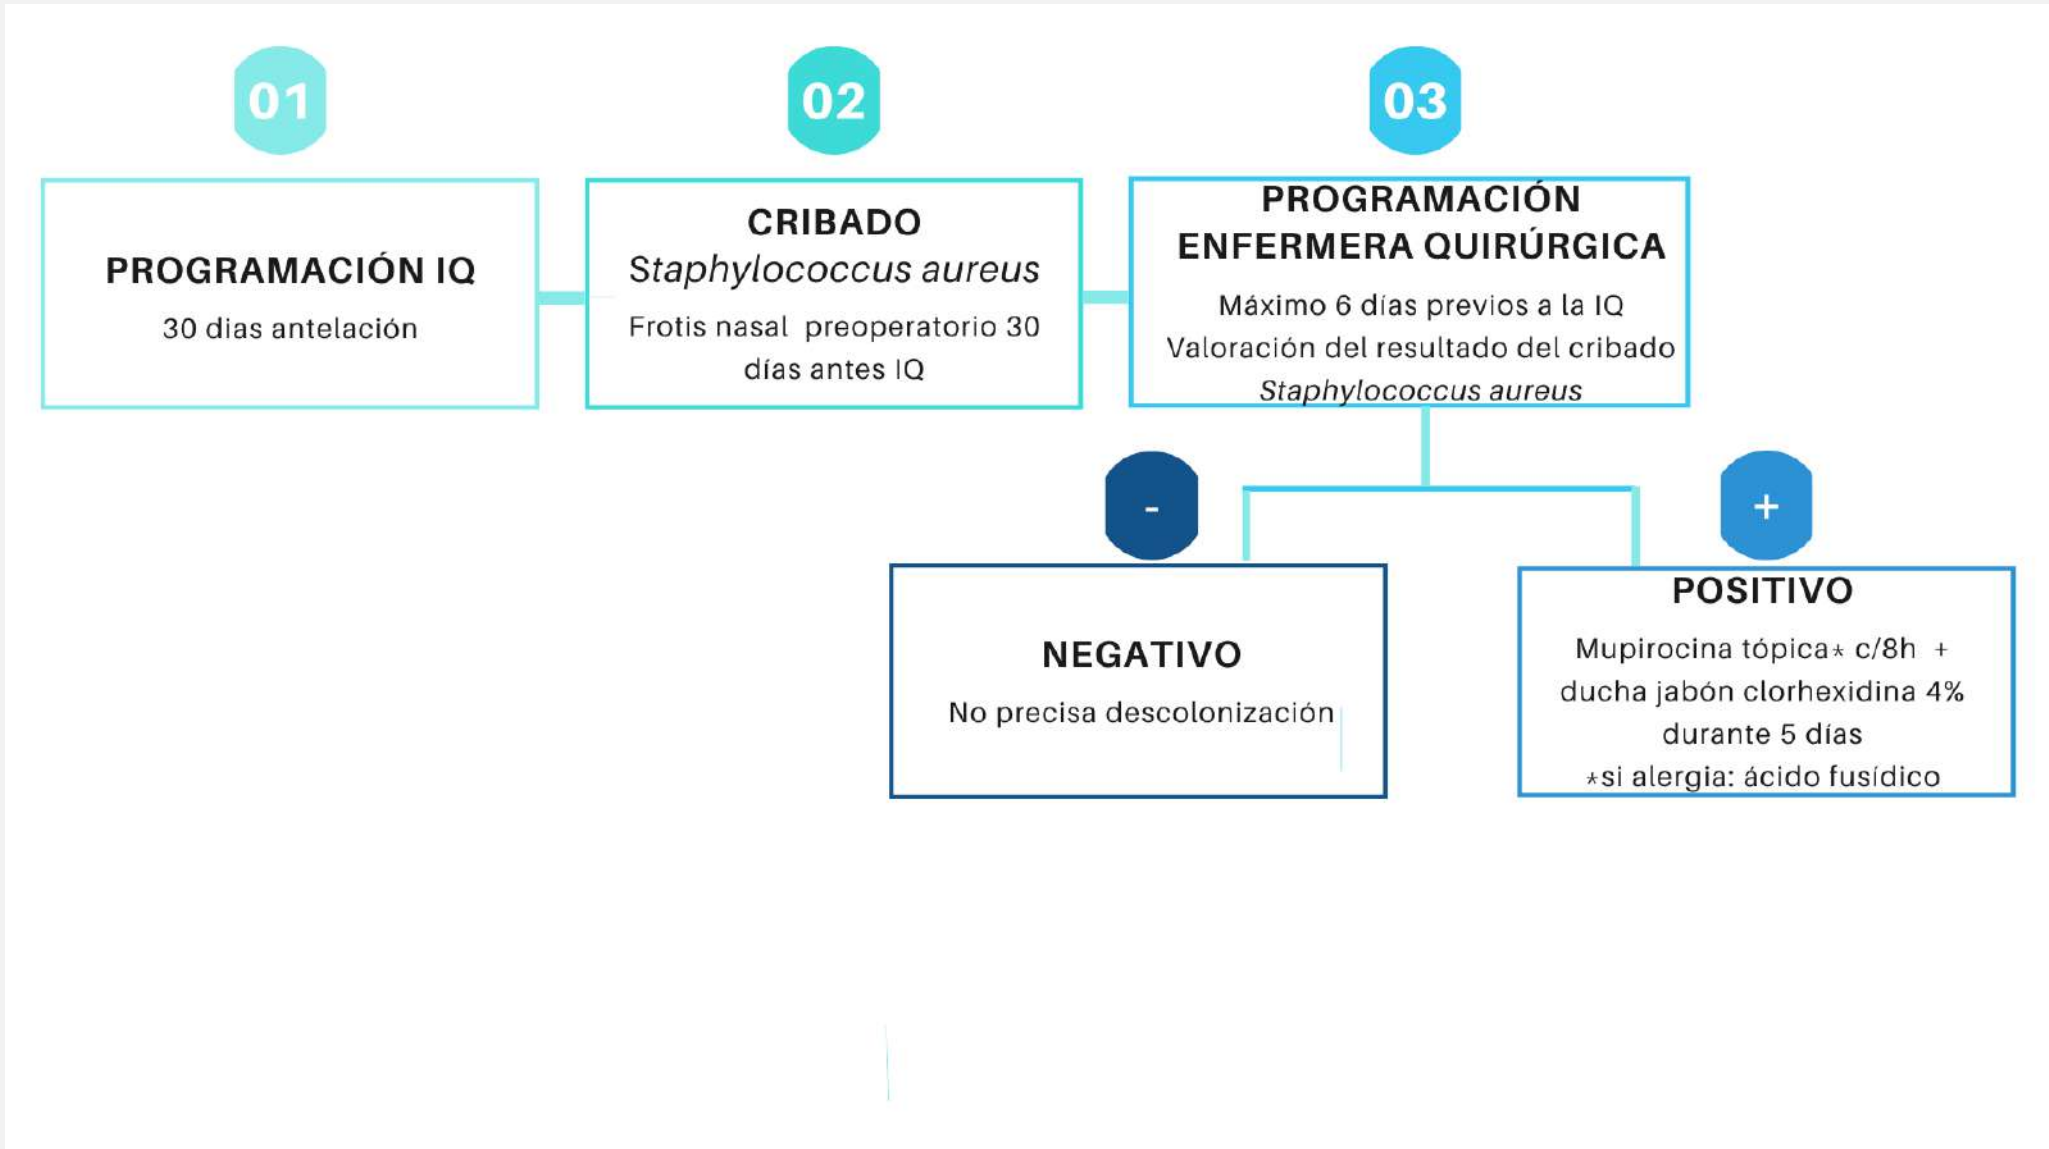 01
PROGRAMACIÓN IQ
30 dias antelación
02
CRIBADO
Staphylococcus aureus
Frotis nasal preoperatorio 30
días antes IQ
03
PROGRAMACIÓN
ENFERMERA QUIRÚRGICA
Máximo 6 días previos a la IQ
Valoración del resultado del cribado
Staphylococcus aureus
-
NEGATIVO
No precisa descolonización
+
POSITIVO
Mupirocina tópica* c/8h +
ducha jabón clorhexidina 4%
durante 5 días
*si alergia: ácido fusídico